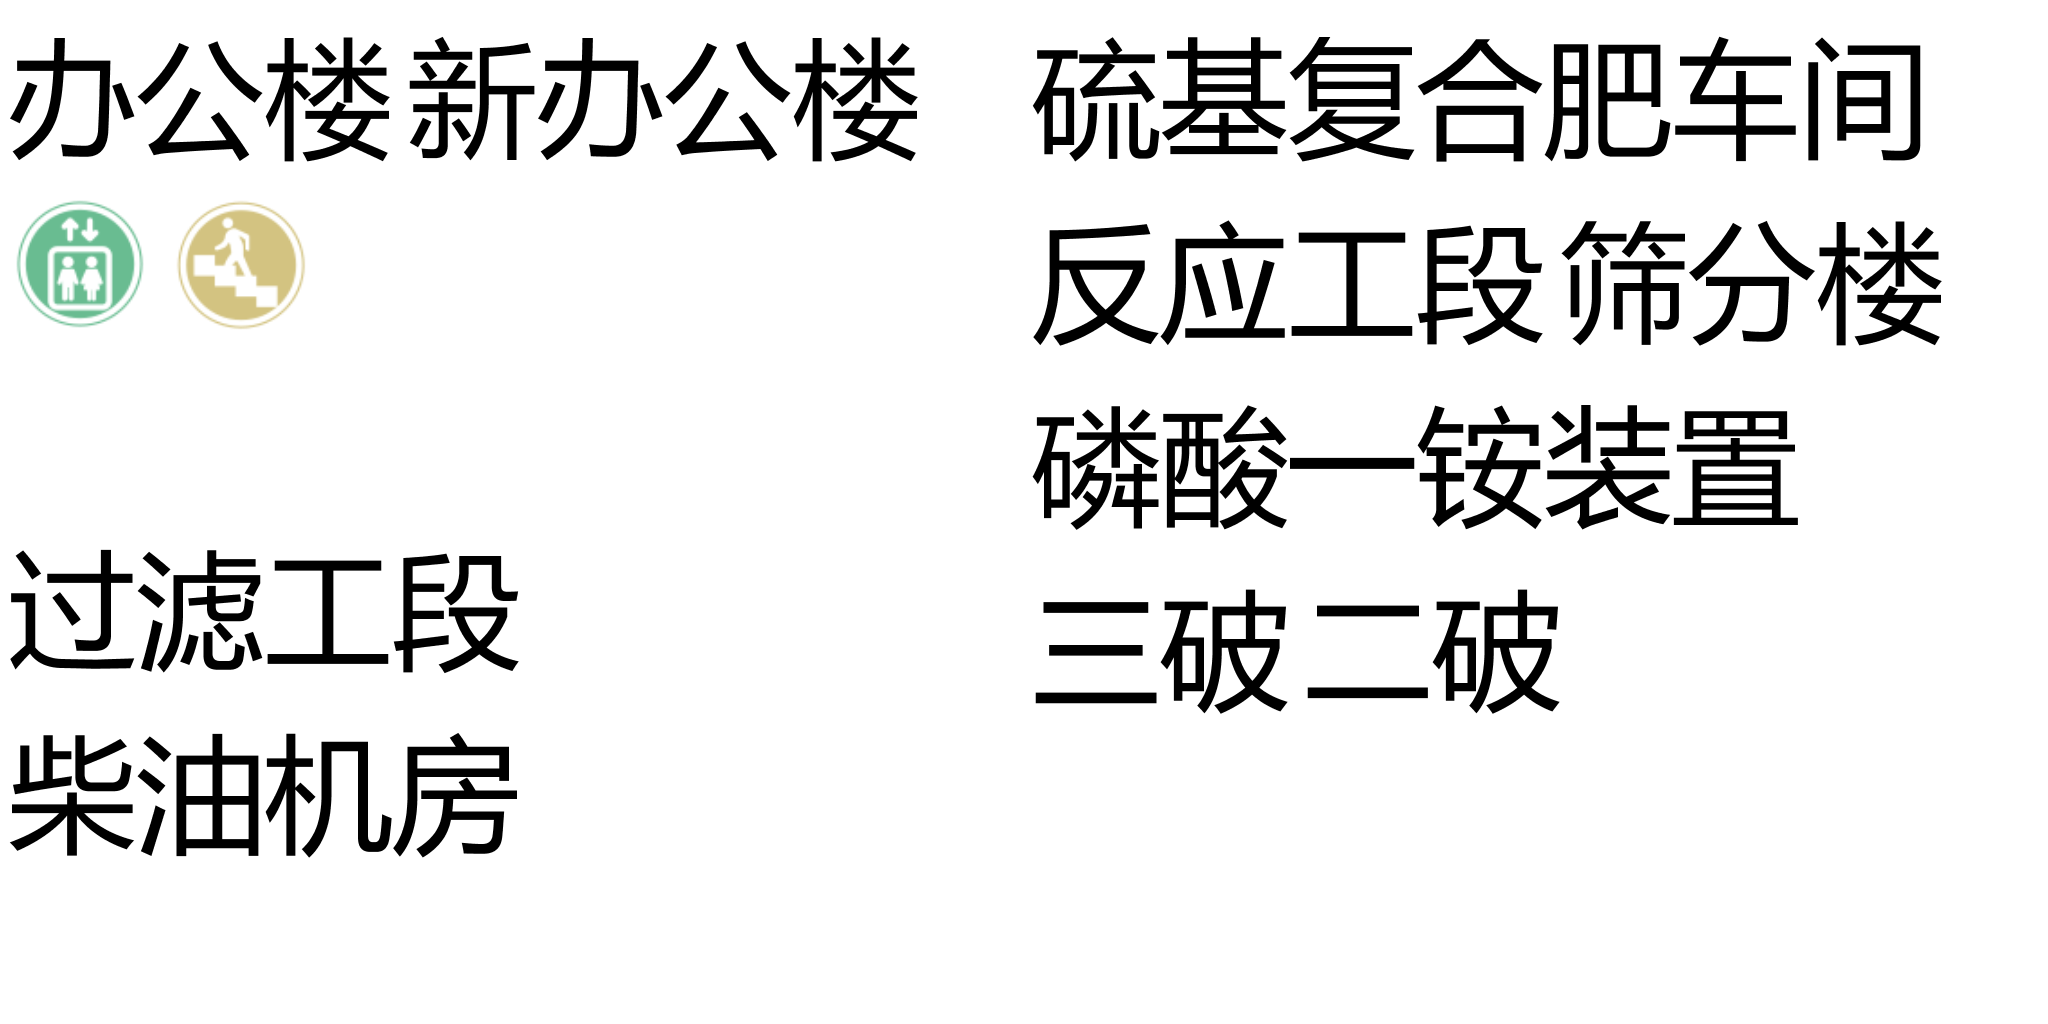 办公楼 新办公楼
过滤工段
柴油机房
硫基复合肥车间
反应工段 筛分楼
磷酸一铵装置
三破 二破